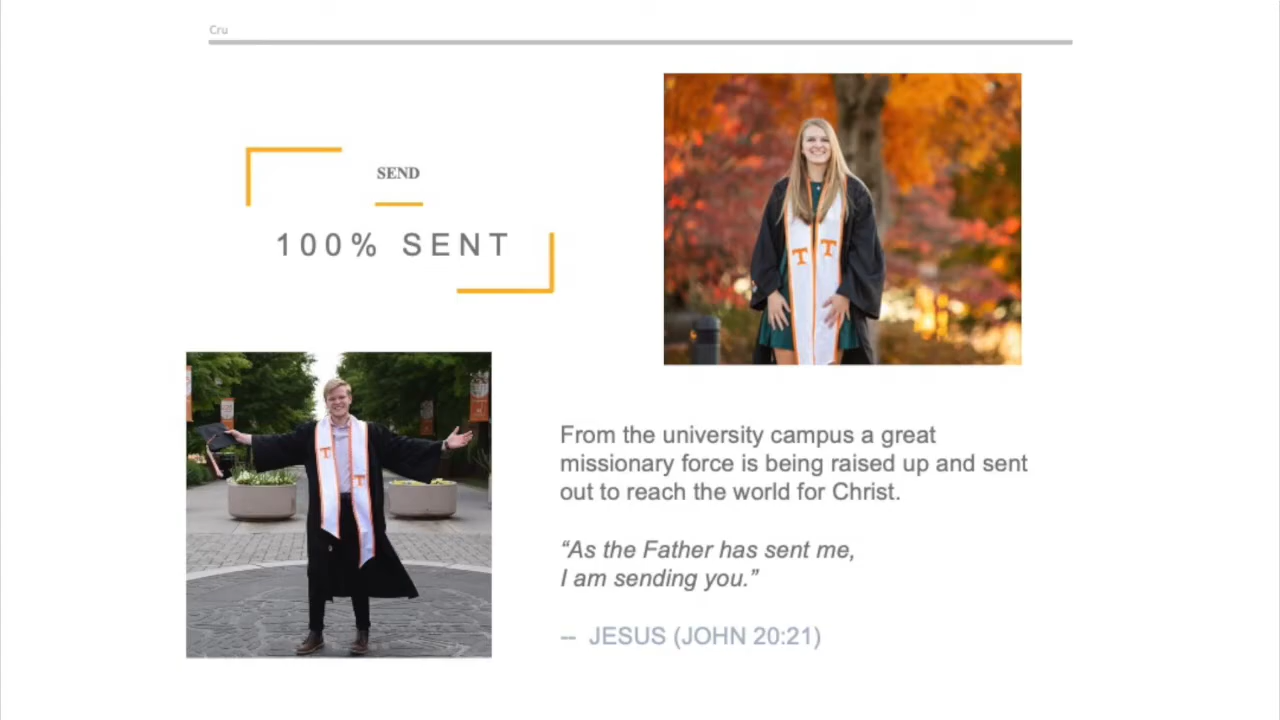 Cru
SEND
100% SENT
T T
T
T
From the university campus a great
missionary force is being raised up and sent
out to reach the world for Christ.
“As the Father has sent me,
I am sending you.”
-- JESUS (JOHN 20:21)